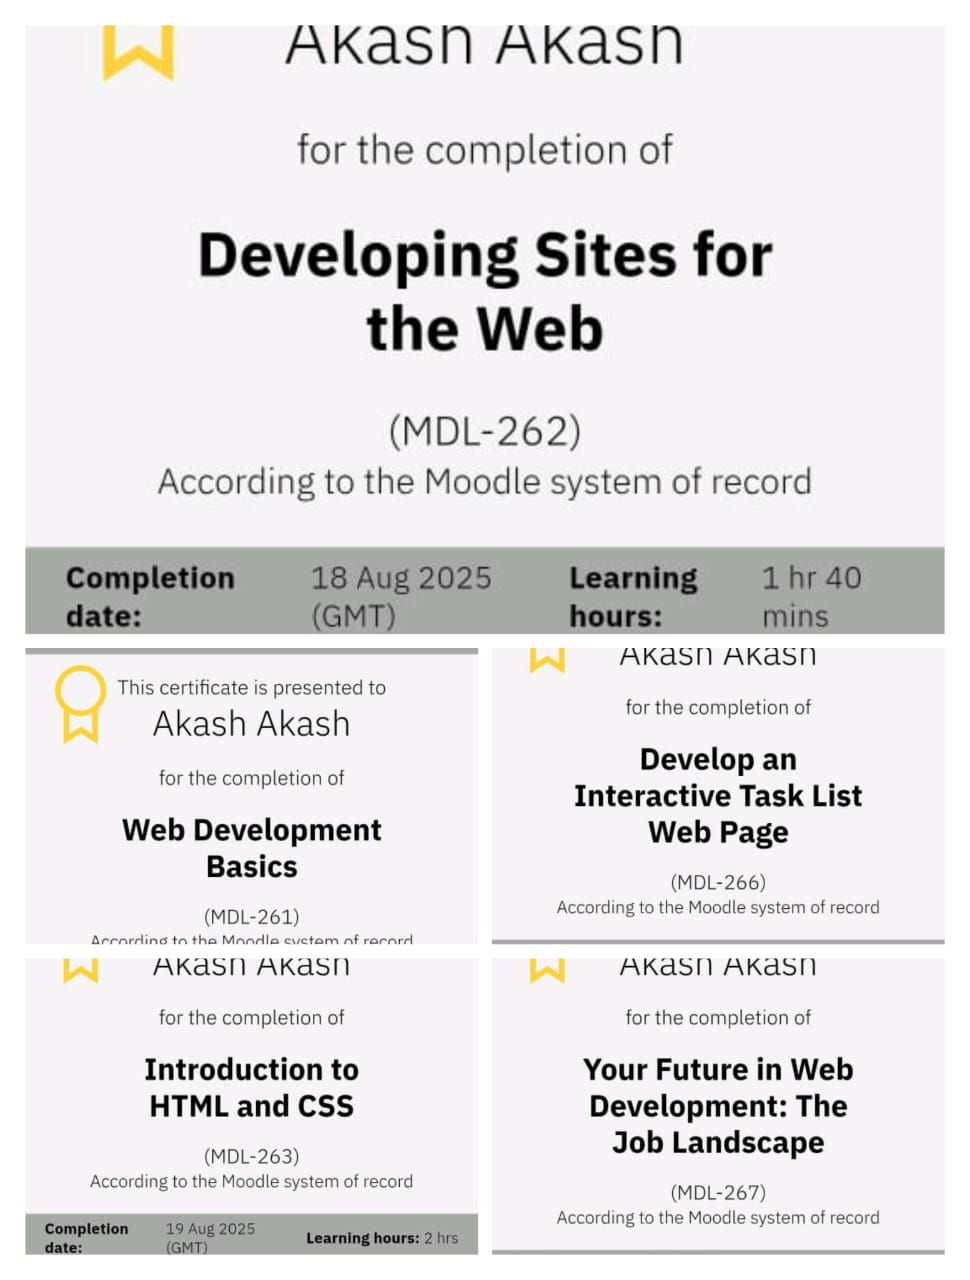 Akash Akash
for the completion of
Developing Sites for
the Web
(MDL-262)
According to the Moodle system of record
Completion date: 18 Aug 2025 (GMT) Learning hours: 1 hr 40 mins
This certificate is presented to
Akash Akash
for the completion of
Web Development
Basics
(MDL-261)
According to the Moodle system of record
Akash Akash
for the completion of
Develop an
Interactive Task List
Web Page
(MDL-266)
According to the Moodle system of record
Akash Akash
for the completion of
Introduction to
HTML and CSS
(MDL-263)
According to the Moodle system of record
Completion date: 19 Aug 2025 (GMT) Learning hours: 2 hrs
Akash Akash
for the completion of
Your Future in Web
Development: The
Job Landscape
(MDL-267)
According to the Moodle system of record